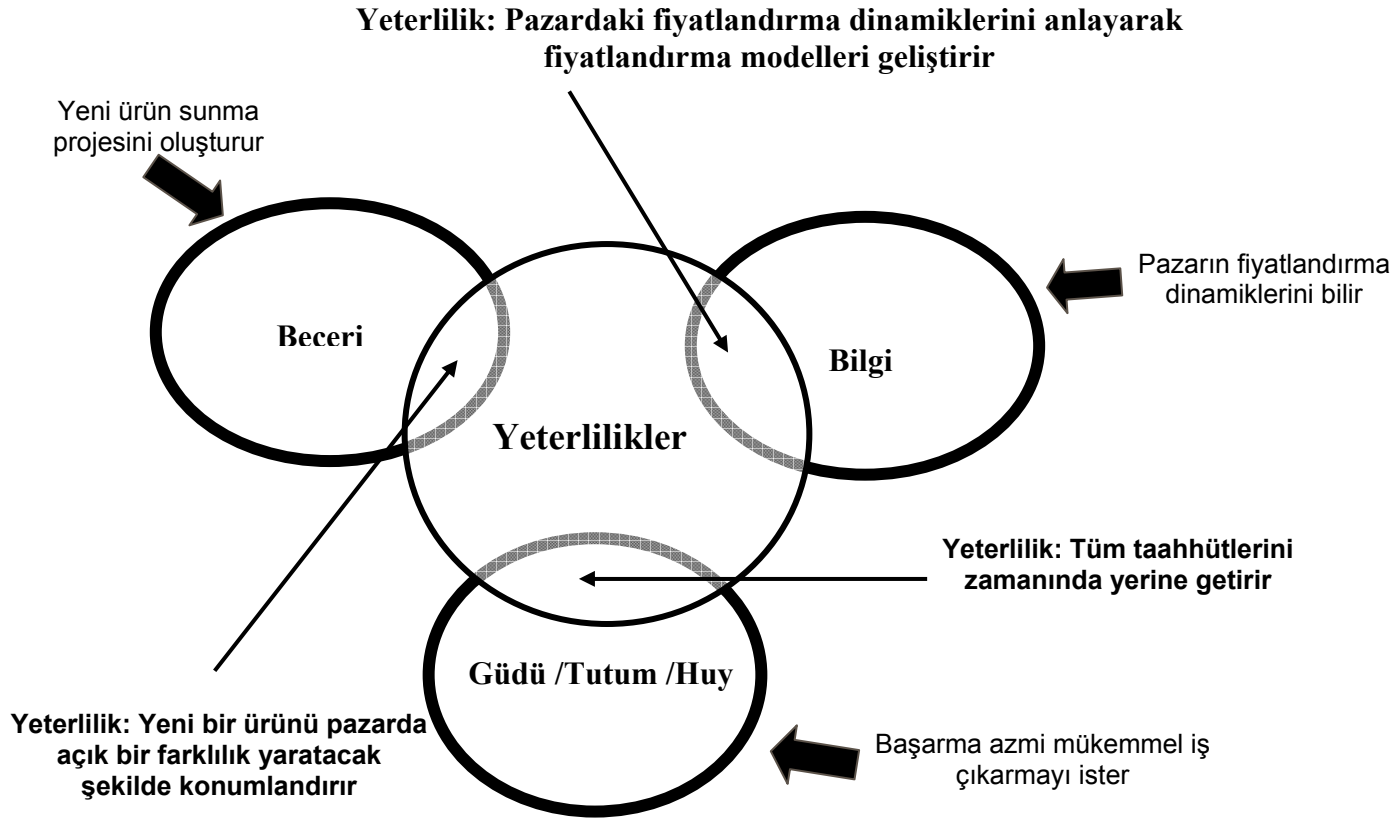 Yeterlilik: Pazardaki fiyatlandırma dinamiklerini anlayarak
fiyatlandırma modelleri geliştirir
Yeni ürün sunma
projesini oluşturur
Pazarın fiyatlandırma
dinamiklerini bilir
Beceri
Bilgi
Yeterlilikler
Yeterlilik: Tüm taahhütlerini
zamanında yerine getirir
Güdü /Tutum /Huy
Yeterlilik: Yeni bir ürünü pazarda
açık bir farklılık yaratacak
şekilde konumlandırır
Başarma azmi mükemmel iş
çıkarmayı ister